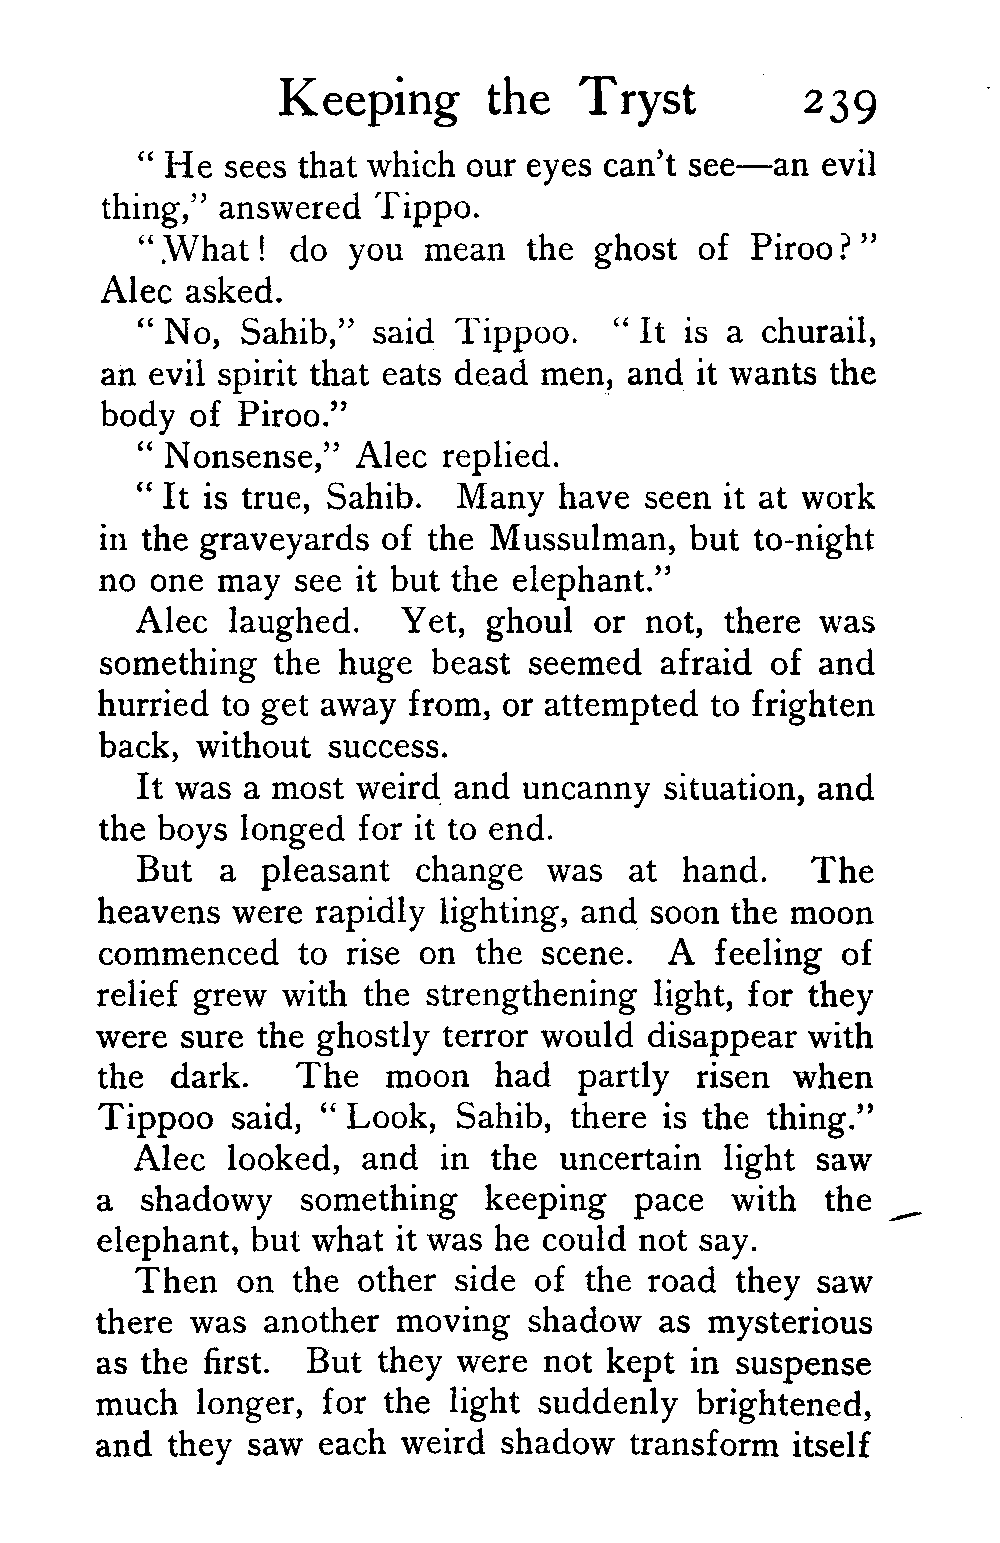 Keeping the Tryst 239
“ He sees that which our eyes can’t see—an evil
thing,” answered Tippo.
“ What ! do you mean the ghost of Piroo ? ”
Alec asked.
“ No, Sahib,” said Tippoo. “ It is a churail,
an evil spirit that eats dead men, and it wants the
body of Piroo.”
“ Nonsense,” Alec replied.
“ It is true, Sahib. Many have seen it at work
in the graveyards of the Mussulman, but to-night
no one may see it but the elephant.”
Alec laughed. Yet, ghoul or not, there was
something the huge beast seemed afraid of and
hurried to get away from, or attempted to frighten
back, without success.
It was a most weird and uncanny situation, and
the boys longed for it to end.
But a pleasant change was at hand. The
heavens were rapidly lighting, and soon the moon
commenced to rise on the scene. A feeling of
relief grew with the strengthening light, for they
were sure the ghostly terror would disappear with
the dark. The moon had partly risen when
Tippoo said, “ Look, Sahib, there is the thing.”
Alec looked, and in the uncertain light saw
a shadowy something keeping pace with the
elephant, but what it was he could not say.
Then on the other side of the road they saw
there was another moving shadow as mysterious
as the first. But they were not kept in suspense
much longer, for the light suddenly brightened,
and they saw each weird shadow transform itself